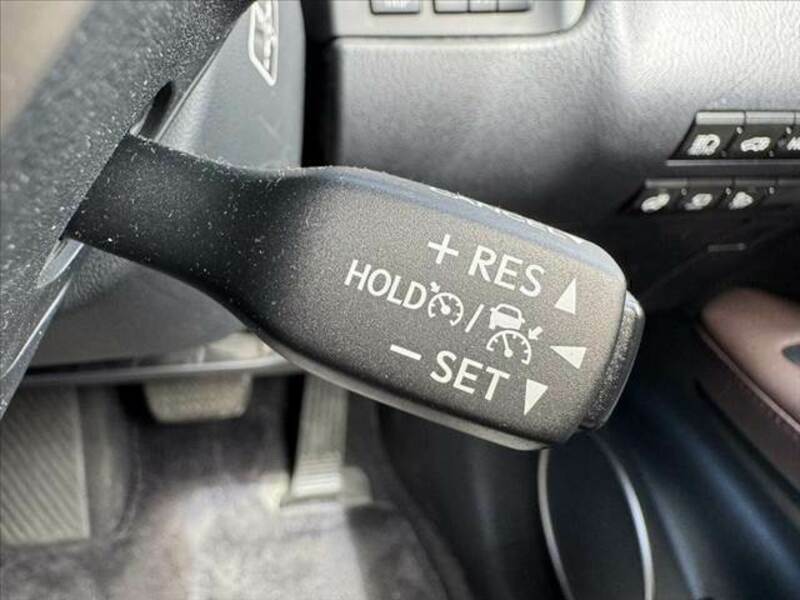 + RES
HOLD /
− SET